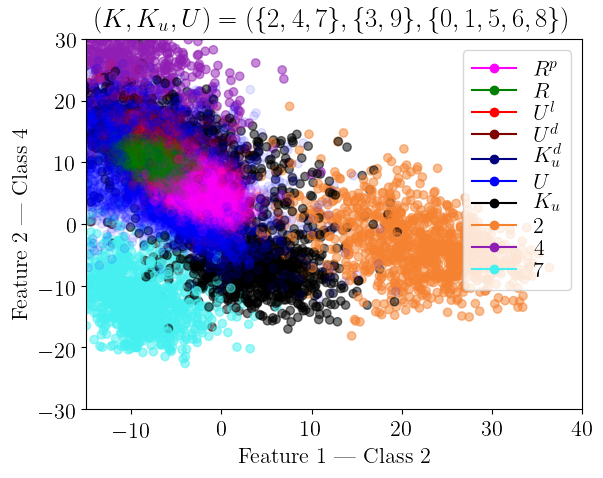 (K, K_u, U) = ({2, 4, 7}, {3, 9}, {0, 1, 5, 6, 8})
30
20
10
0
−10
−20
−30
Feature 2 — Class 4
R^p
R
U^l
U^d
K_u^d
U
K_u
2
4
7
−10
0
10
20
30
40
Feature 1 — Class 2